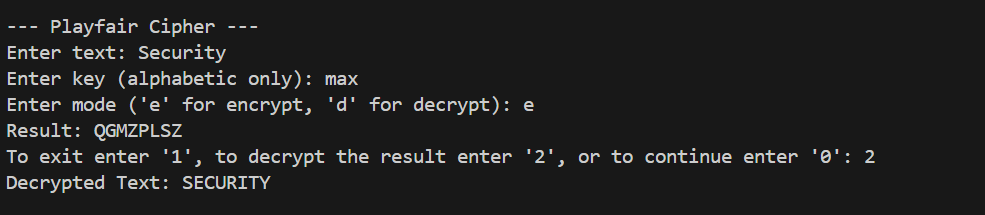 --- Playfair Cipher ---
Enter text: Security
Enter key (alphabetic only): max
Enter mode ('e' for encrypt, 'd' for decrypt): e
Result: QGMZPLSZ
To exit enter '1', to decrypt the result enter '2', or to continue enter '0': 2
Decrypted Text: SECURITY